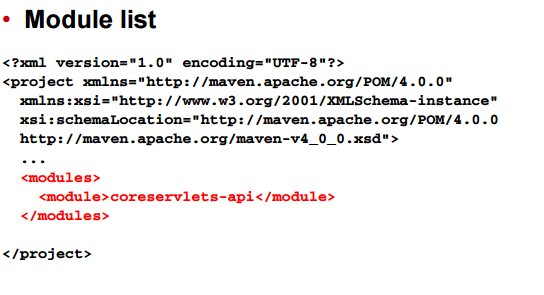 • Module list
<?xml version="1.0" encoding="UTF-8"?>
<project xmlns="http://maven.apache.org/POM/4.0.0"
xmlns:xsi="http://www.w3.org/2001/XMLSchema-instance"
xsi:schemaLocation="http://maven.apache.org/POM/4.0.0
http://maven.apache.org/maven-v4_0_0.xsd">
...
<modules>
<module>coreservlets-api</module>
</modules>
</project>